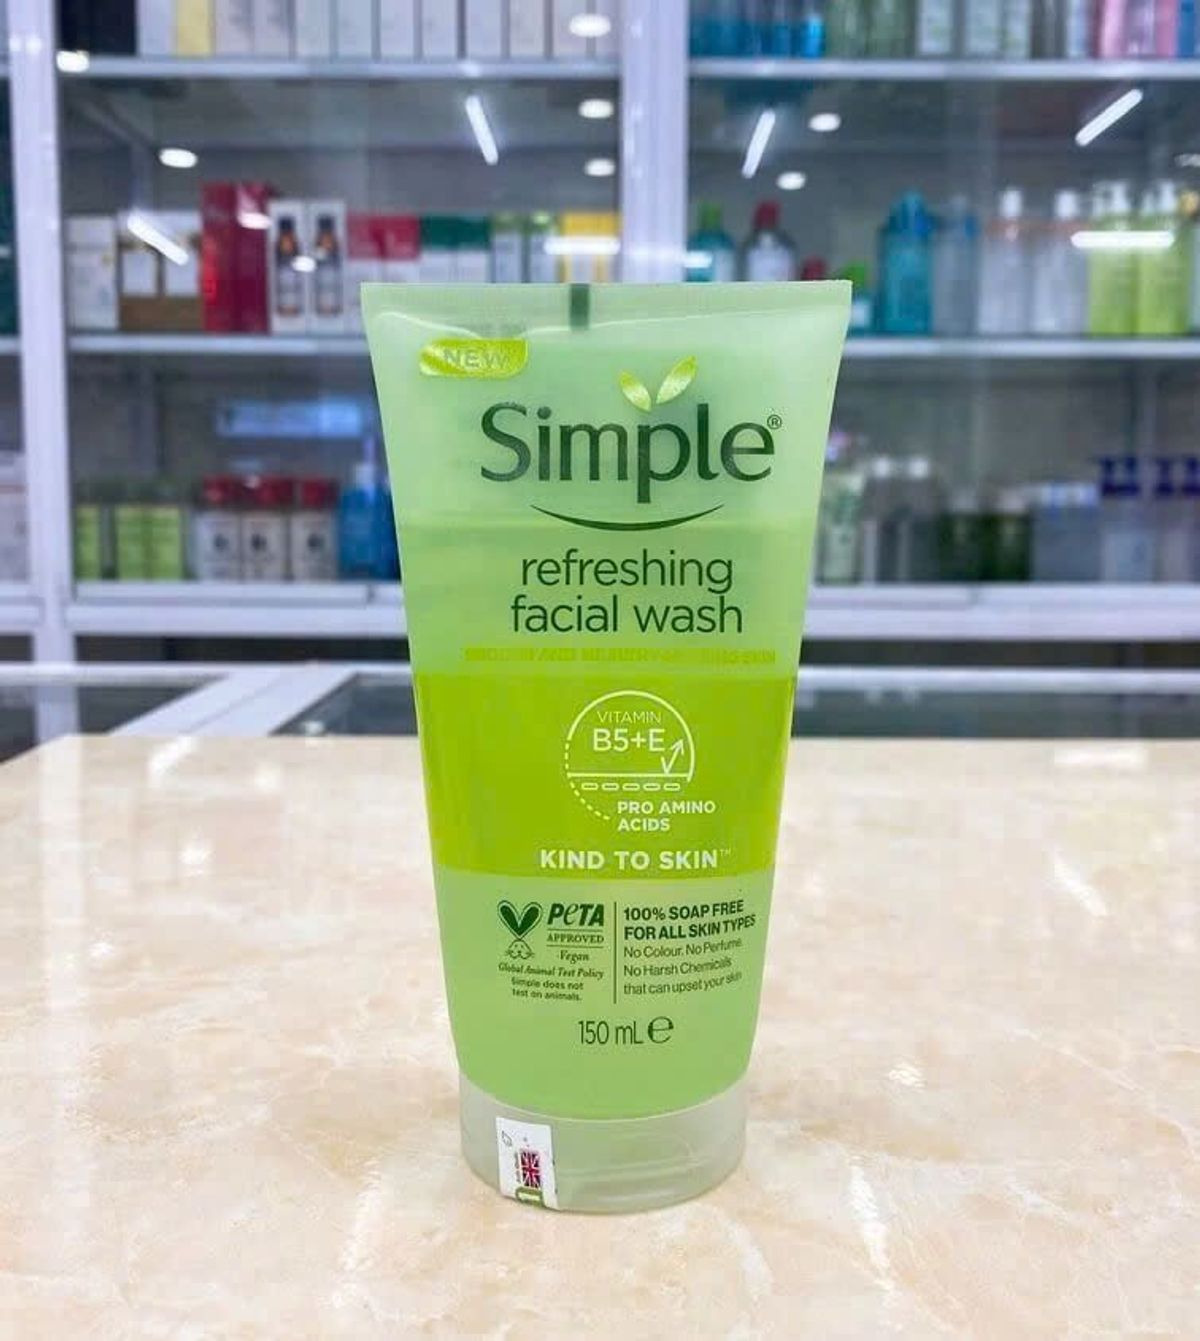 NEW
Simple®
refreshing
facial wash
VITAMIN
B5+E
PRO AMINO
ACIDS
KIND TO SKIN™
PETA
APPROVED
Vegan
Global Animal Test Policy
Simple does not
test on animals.
100% SOAP FREE
FOR ALL SKIN TYPES
No Colour. No Perfume.
No Harsh Chemicals
that can upset your skin
150 mL ℮